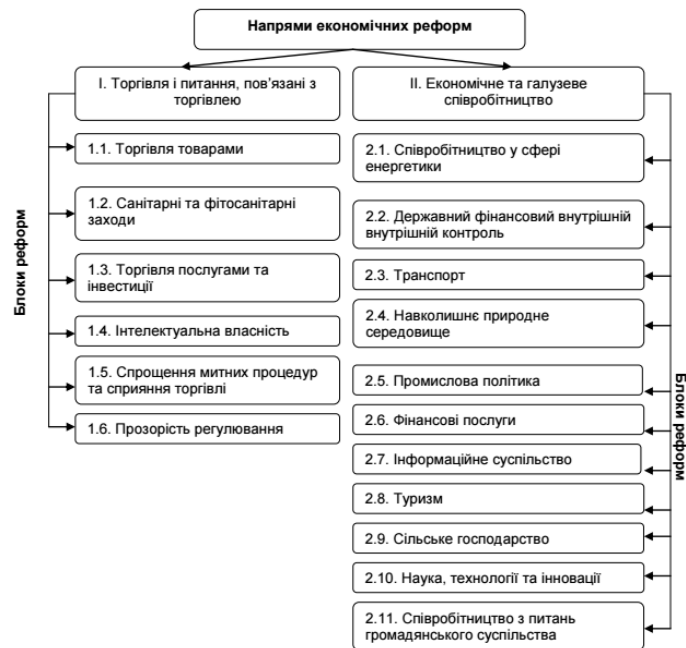 Напрями економічних реформ
I. Торгівля і питання, пов’язані з
торгівлею
II. Економічне та галузеве
співробітництво
Блоки реформ
1.1. Торгівля товарами
1.2. Санітарні та фітосанітарні
заходи
1.3. Торгівля послугами та
інвестиції
1.4. Інтелектуальна власність
1.5. Спрощення митних процедур
та сприяння торгівлі
1.6. Прозорість регулювання
2.1. Співробітництво у сфері
енергетики
2.2. Державний фінансовий внутрішній
внутрішній контроль
2.3. Транспорт
2.4. Навколишнє природне
середовище
2.5. Промислова політика
2.6. Фінансові послуги
2.7. Інформаційне суспільство
2.8. Туризм
2.9. Сільське господарство
2.10. Наука, технології та інновації
2.11. Співробітництво з питань
громадянського суспільства
Блоки реформ